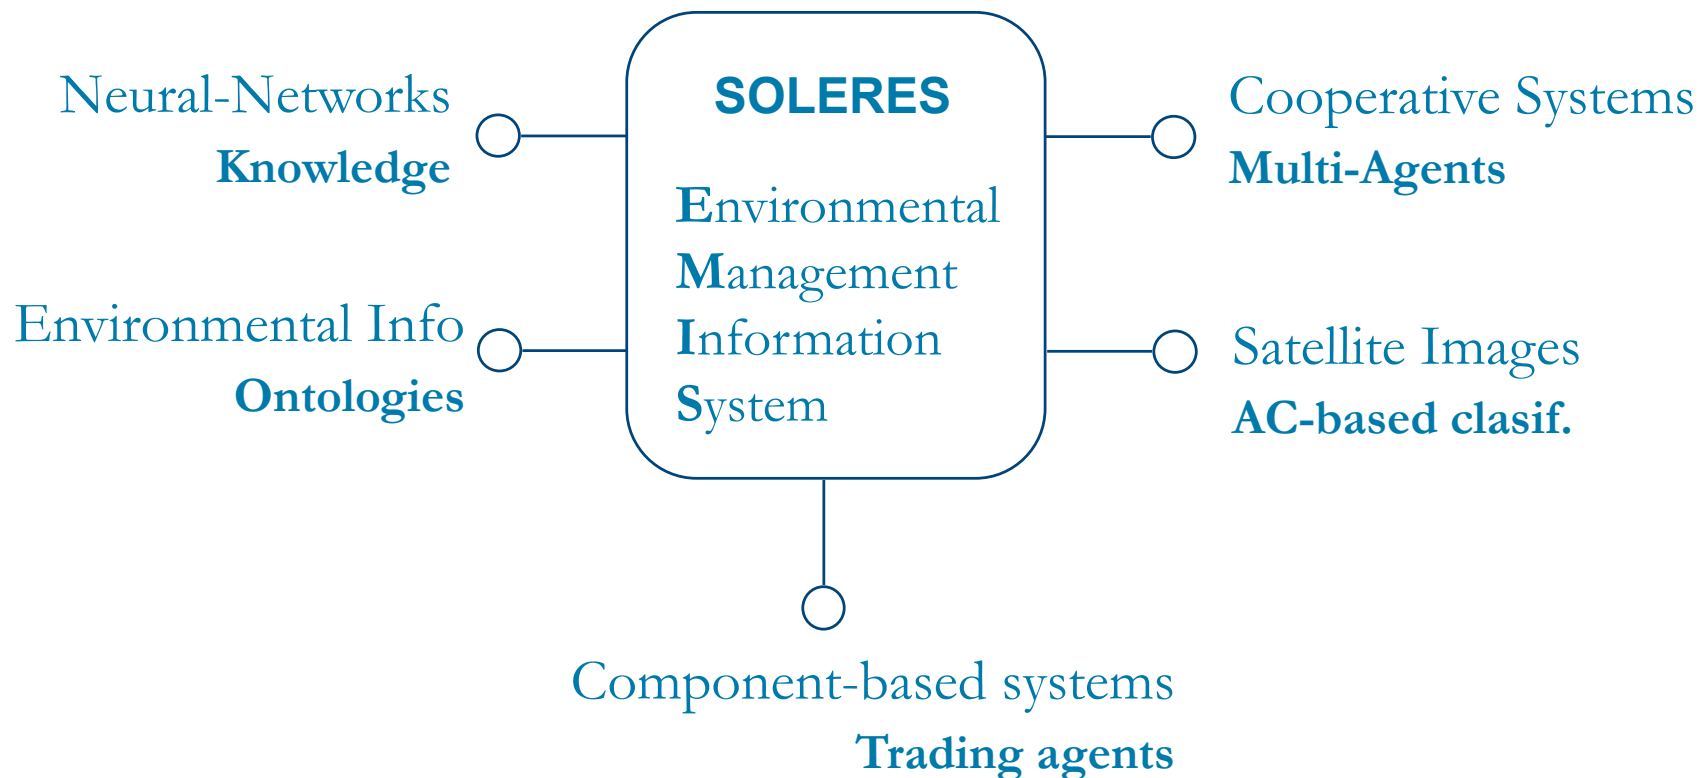 Neural-Networks
Knowledge
Environmental Info
Ontologies
SOLERES
Environmental
Management
Information
System
Cooperative Systems
Multi-Agents
Satellite Images
AC-based clasif.
Component-based systems
Trading agents